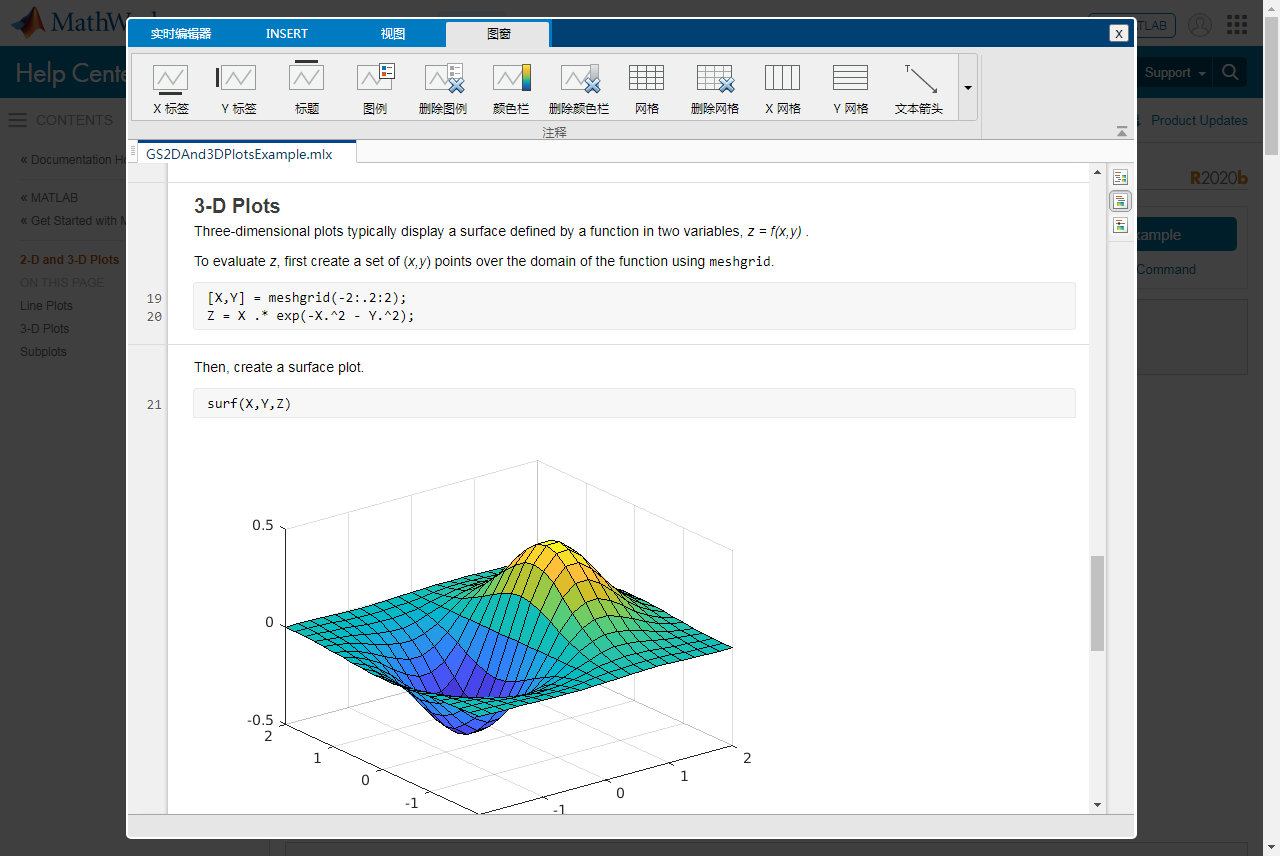 MathWo
LAB
Help Cente
Support
CONTENTS
Product Updates
« Documentation Ho
« MATLAB
« Get Started with M
2-D and 3-D Plots
ON THIS PAGE
Line Plots
3-D Plots
Subplots
R2020b
xample
Command
实时编辑器 INSERT 视图 图窗 X
X 标签 Y 标签 标题 图例 删除图例 颜色栏 删除颜色栏 网格 删除网格 X 网格 Y 网格 文本箭头
注释
GS2DAnd3DPlotsExample.mlx
3-D Plots
Three-dimensional plots typically display a surface defined by a function in two variables, z = f(x,y) .
To evaluate z, first create a set of (x,y) points over the domain of the function using meshgrid.
19 [X,Y] = meshgrid(-2:.2:2);
20 Z = X .* exp(-X.^2 - Y.^2);
Then, create a surface plot.
21 surf(X,Y,Z)
0.5
0
-0.5
2
1
0
-1
-1
0
1
2